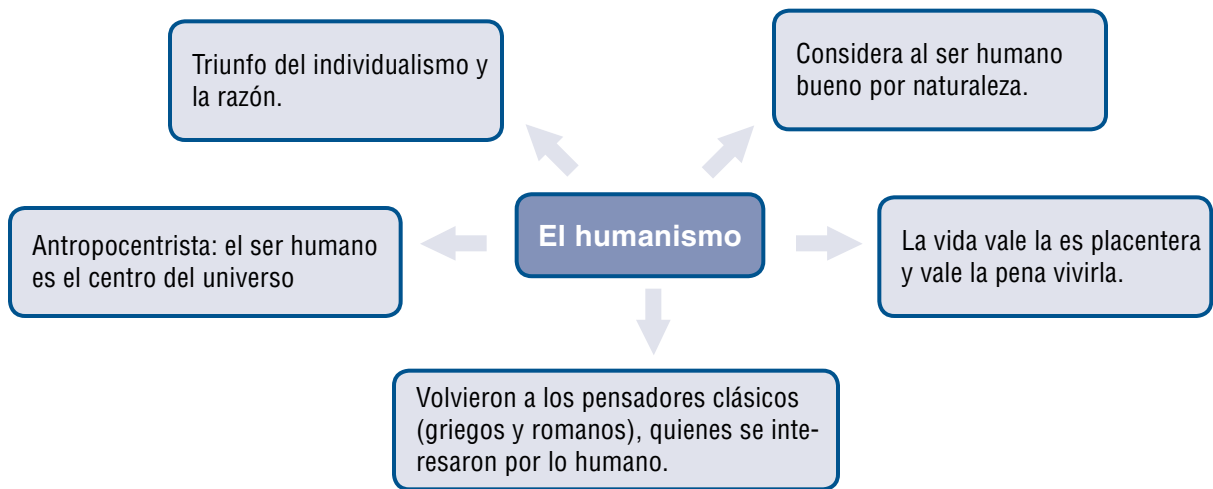 Triunfo del individualismo y
la razón.
Considera al ser humano
bueno por naturaleza.
El humanismo
Antropocentrista: el ser humano
es el centro del universo
La vida vale la es placentera
y vale la pena vivirla.
Volvieron a los pensadores clásicos
(griegos y romanos), quienes se inte-
resaron por lo humano.